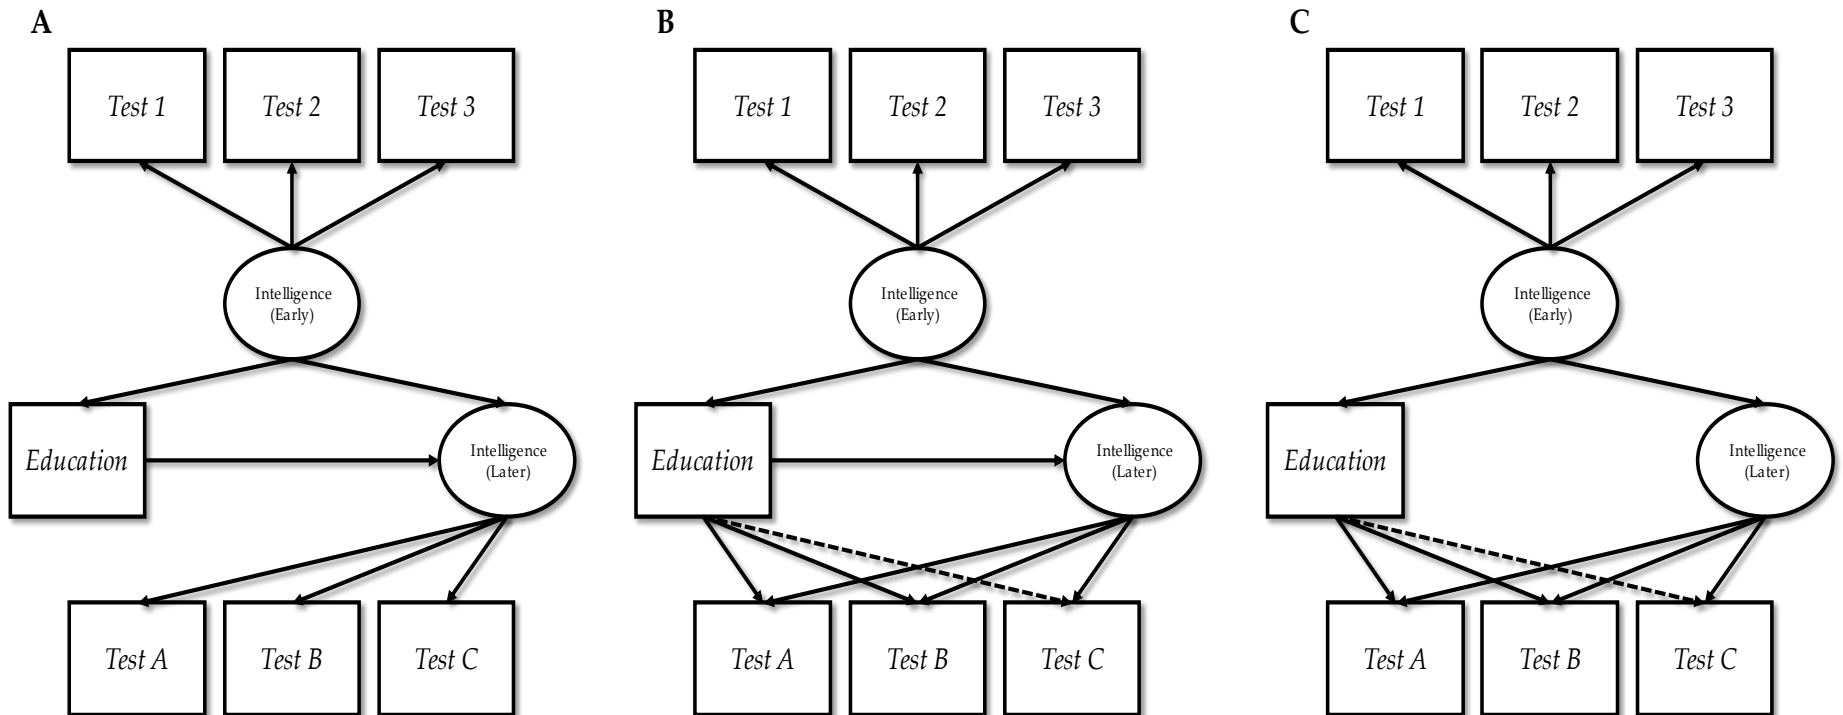 A
Test 1
Test 2
Test 3
Intelligence
(Early)
Education
Intelligence
(Later)
Test A
Test B
Test C
B
Test 1
Test 2
Test 3
Intelligence
(Early)
Education
Intelligence
(Later)
Test A
Test B
Test C
C
Test 1
Test 2
Test 3
Intelligence
(Early)
Education
Intelligence
(Later)
Test A
Test B
Test C